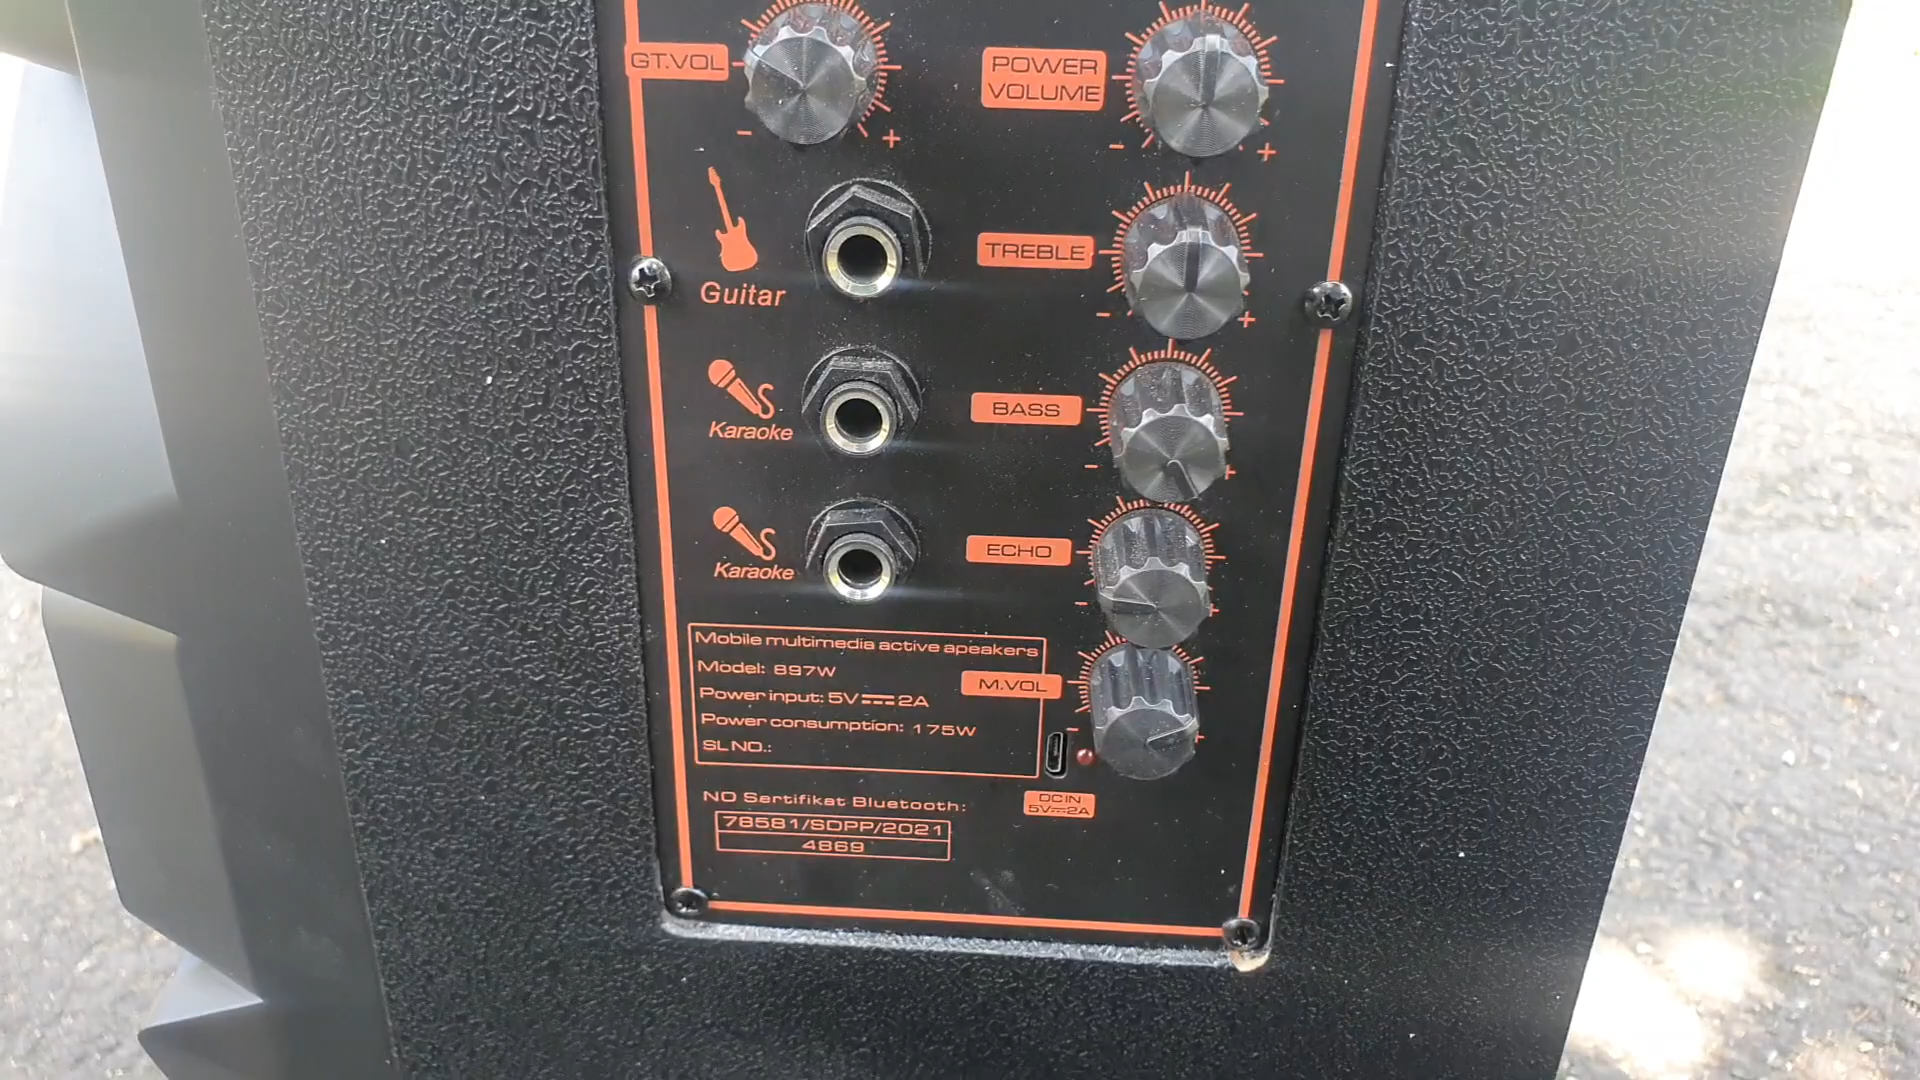 GT.VOL
POWER
VOLUME
Guitar
TREBLE
Karaoke
BASS
Karaoke
ECHO
Mobile multimedia active apeakers
Model: 897W
Power input: 5V⎓2A
Power consumption: 175W
SL NO.:
M.VOL
DC IN
5V⎓2A
NO Sertifikat Bluetooth:
78581/SDPP/2021
4869